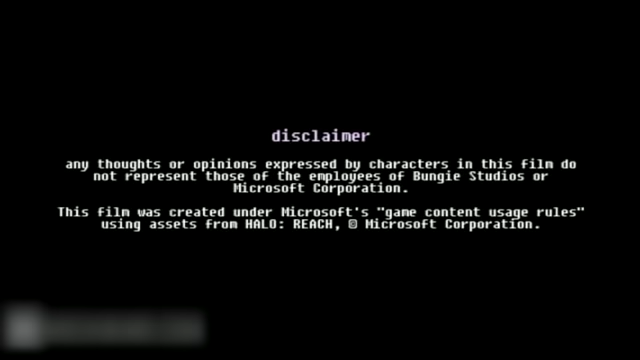 disclaimer
any thoughts or opinions expressed by characters in this film do
not represent those of the employees of Bungie Studios or
Microsoft Corporation.
This film was created under Microsoft's "game content usage rules"
using assets from HALO: REACH, © Microsoft Corporation.